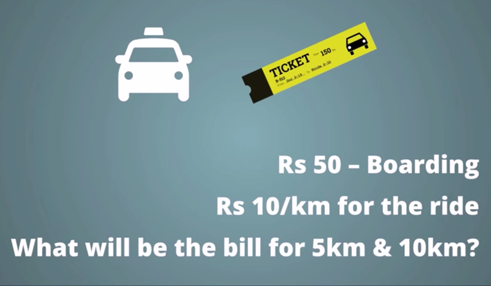 TICKET 150
Rs 50 – Boarding
Rs 10/km for the ride
What will be the bill for 5km & 10km?